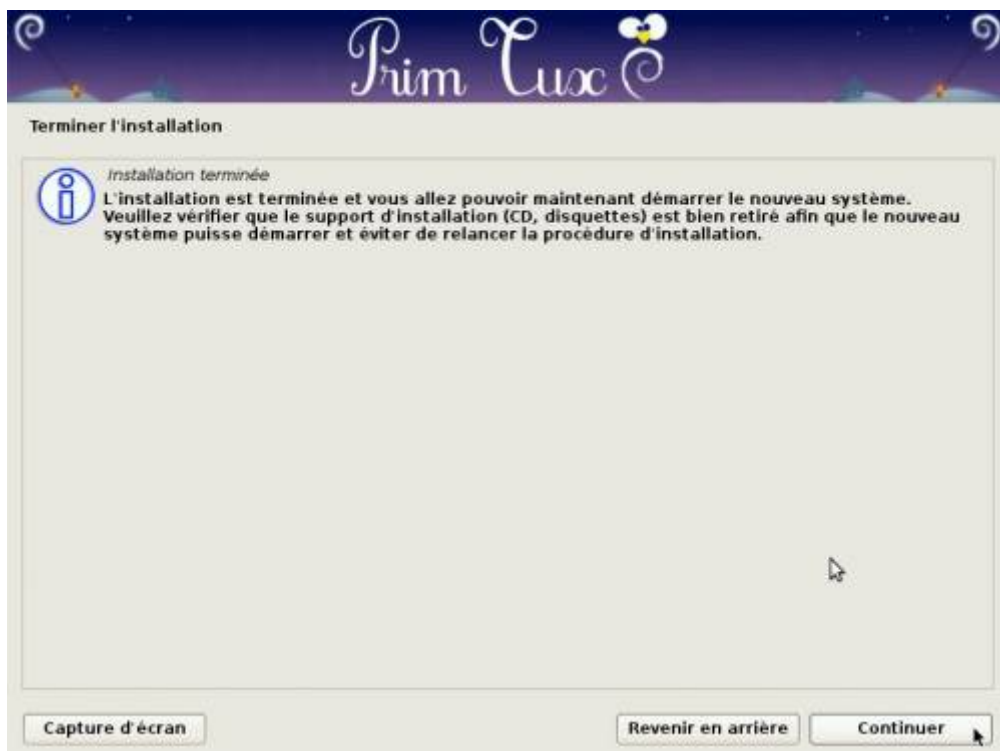 Prim Tux
Terminer l'installation
Installation terminée
L'installation est terminée et vous allez pouvoir maintenant démarrer le nouveau système.
Veuillez vérifier que le support d'installation (CD, disquettes) est bien retiré afin que le nouveau
système puisse démarrer et éviter de relancer la procédure d'installation.
Capture d'écran
Revenir en arrière
Continuer